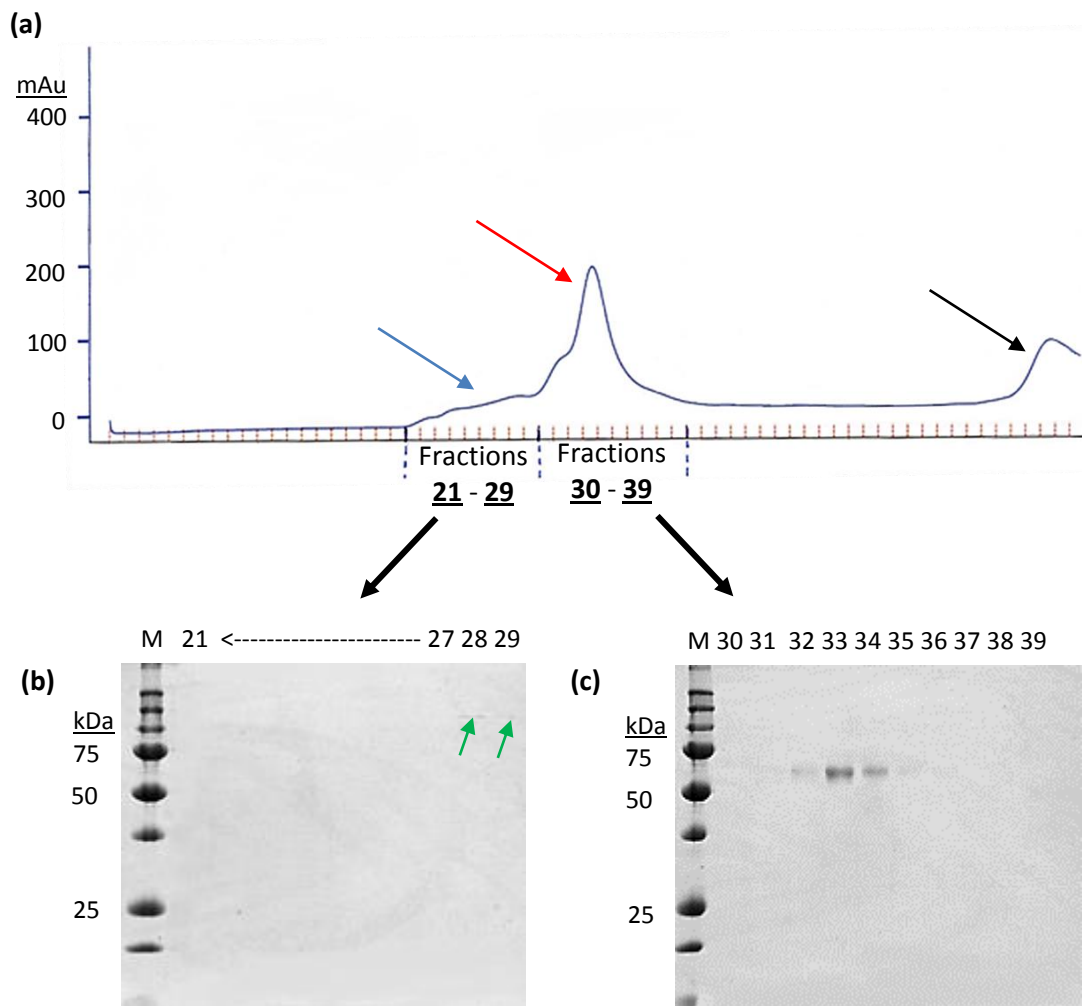 (a)
mAu
400
300
200
100
0
Fractions
21 - 29
Fractions
30 - 39
M 21 <----------------------- 27 28 29
(b)
kDa
75
50
25
M 30 31 32 33 34 35 36 37 38 39
(c)
kDa
75
50
25